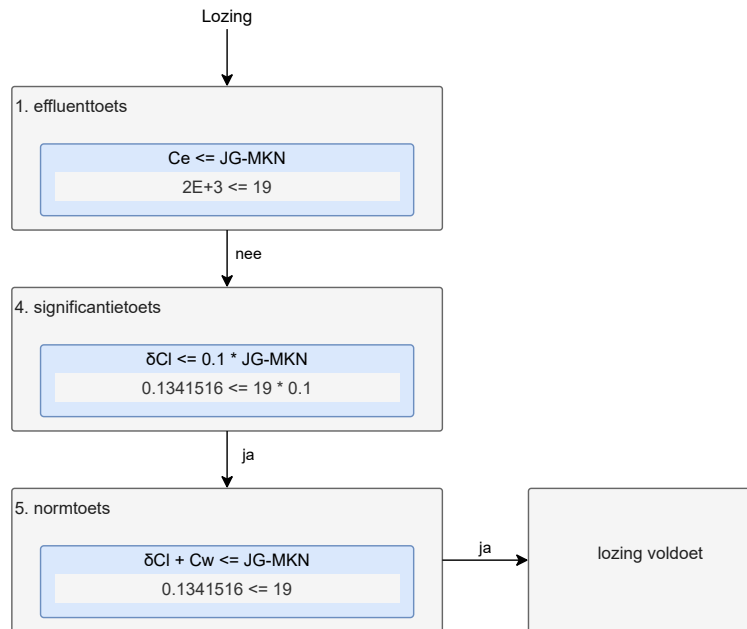 Lozing
1. effluenttoets
Ce <= JG-MKN
2E+3 <= 19
nee
4. significantietoets
δCl <= 0.1 * JG-MKN
0.1341516 <= 19 * 0.1
ja
5. normtoets
δCl + Cw <= JG-MKN
0.1341516 <= 19
ja
lozing voldoet